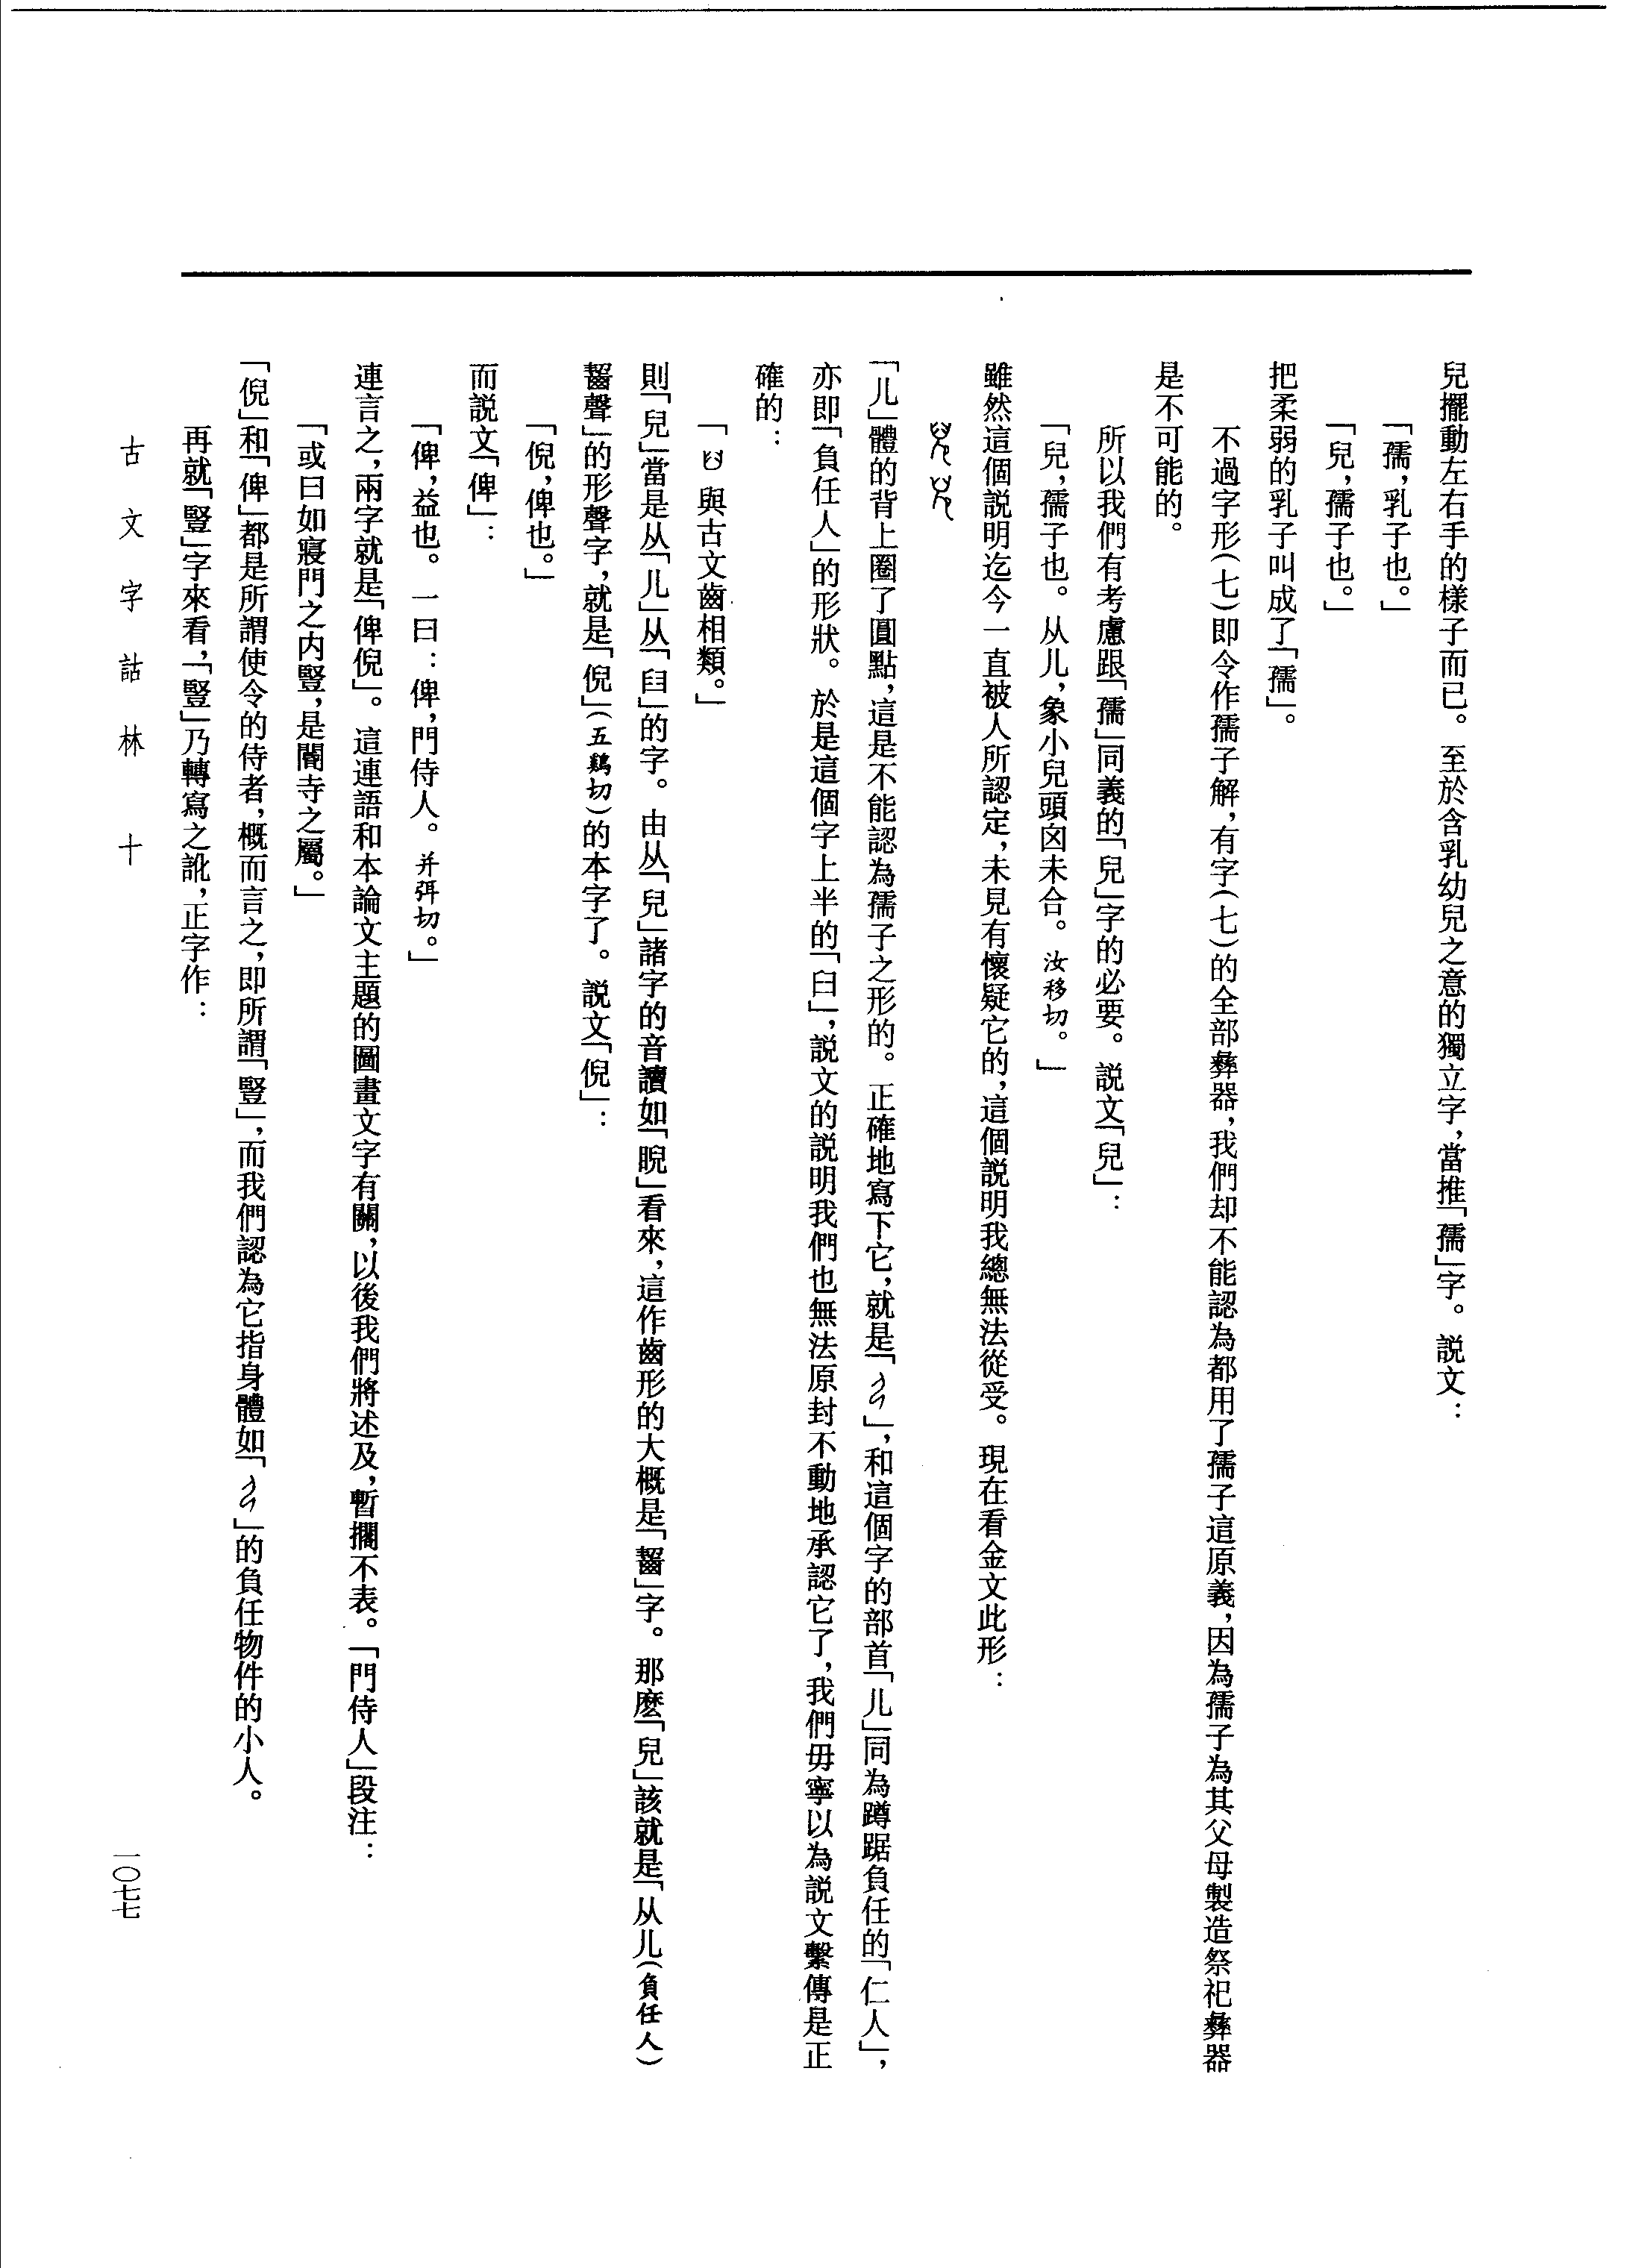 兒擺動左右手的樣子而已。至於含乳幼兒之意的獨立字，當推「孺」字。説文：
「孺，乳子也。」
「兒，孺子也。」
把柔弱的乳子叫成了「孺」。
不過字形（七）即令作孺子解，有字（七）的全部彝器，我們却不能認為都用了孺子這原義，因為孺子為其父母製造祭祀彝器
是不可能的。
所以我們有考慮跟「孺」同義的「兒」字的必要。説文「兒」：
「兒，孺子也。从儿，象小兒頭囟未合。汝移切。」
雖然這個説明迄今一直被人所認定，未見有懷疑它的，這個説明我總無法從受。現在看金文此形：
「儿」體的背上圈了圓點，這是不能認為孺子之形的。正確地寫下它，就是「」，和這個字的部首「儿」同為蹲踞負任的「仁人」，
亦即「負任人」的形狀。於是這個字上半的「臼」，説文的説明我們也無法原封不動地承認它了，我們毋寧以為説文繫傳是正
確的：
「與古文齒相類。」
則「兒」當是从「儿」从「臼」的字。由从「兒」諸字的音讀如「睨」看來，這作齒形的大概是「齧」字。那麽「兒」該就是「从儿（負任人）
齧聲」的形聲字，就是「倪」（五鷄切）的本字了。説文「倪」：
「倪，俾也。」
而説文「俾」：
「俾，益也。一曰：俾，門侍人。并弭切。」
連言之，兩字就是「俾倪」。這連語和本論文主題的圖畫文字有關，以後我們將述及，暫擱不表。「門侍人」段注：
「或曰如寢門之内豎，是閽寺之屬。」
「倪」和「俾」都是所謂使令的侍者，概而言之，即所謂「豎」，而我們認為它指身體如「」的負任物件的小人。
再就「豎」字來看，「豎」乃轉寫之訛，正字作：
古文字詁林 十
一〇七七